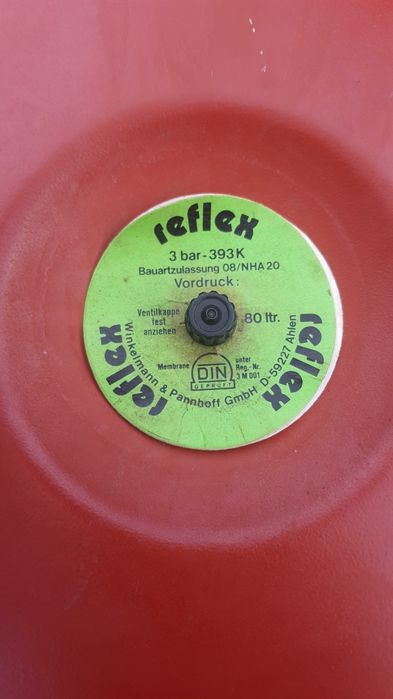 reflex
3 bar-393K
Bauartzulassung 08/NHA 20
Vordruck:
Ventilkappe
fest
anziehen
80 ltr.
Membrane
DIN
GEPRÜFT
unter
Reg.-Nr.
3 M 001
Winkelmann & Pannhoff GmbH D-59227 Ahlen
reflex
reflex